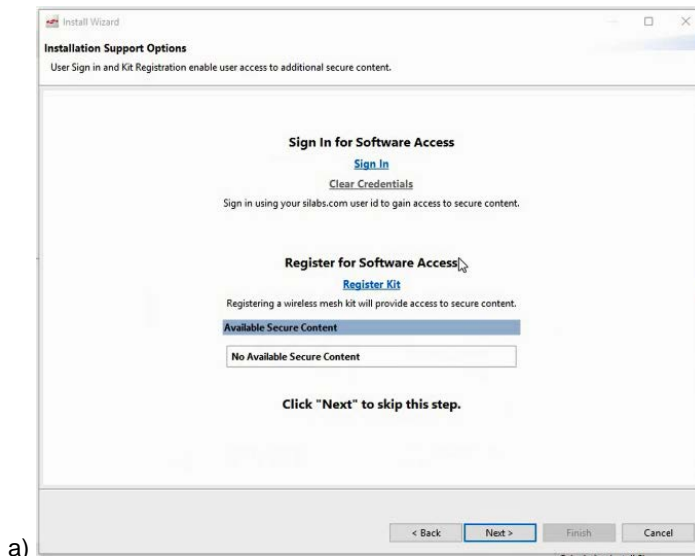 Install Wizard
Installation Support Options
User Sign in and Kit Registration enable user access to additional secure content.
Sign In for Software Access
Sign In
Clear Credentials
Sign in using your silabs.com user id to gain access to secure content.
Register for Software Access
Register Kit
Registering a wireless mesh kit will provide access to secure content.
Available Secure Content
No Available Secure Content
Click "Next" to skip this step.
< Back Next > Finish Cancel
a)